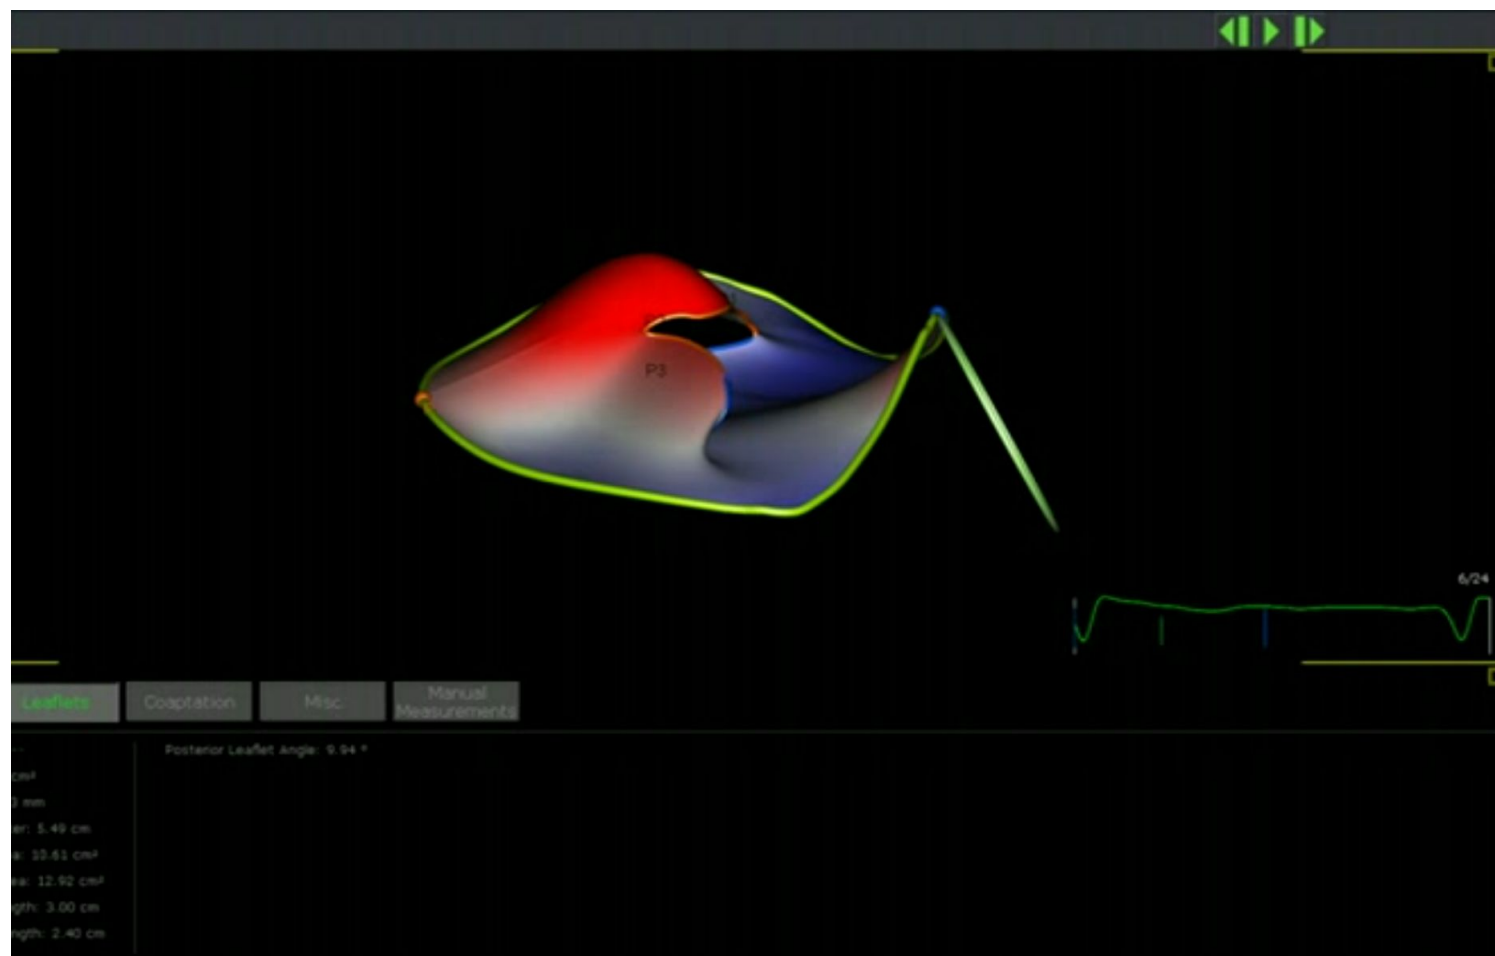 P3
6/24
Leaflets
Coaptation
Misc.
Manual
Measurements
Posterior Leaflet Angle: 9.94 °
cm²
mm
er: 5.49 cm
a: 10.61 cm²
ea: 12.92 cm²
gth: 3.00 cm
ngth: 2.40 cm